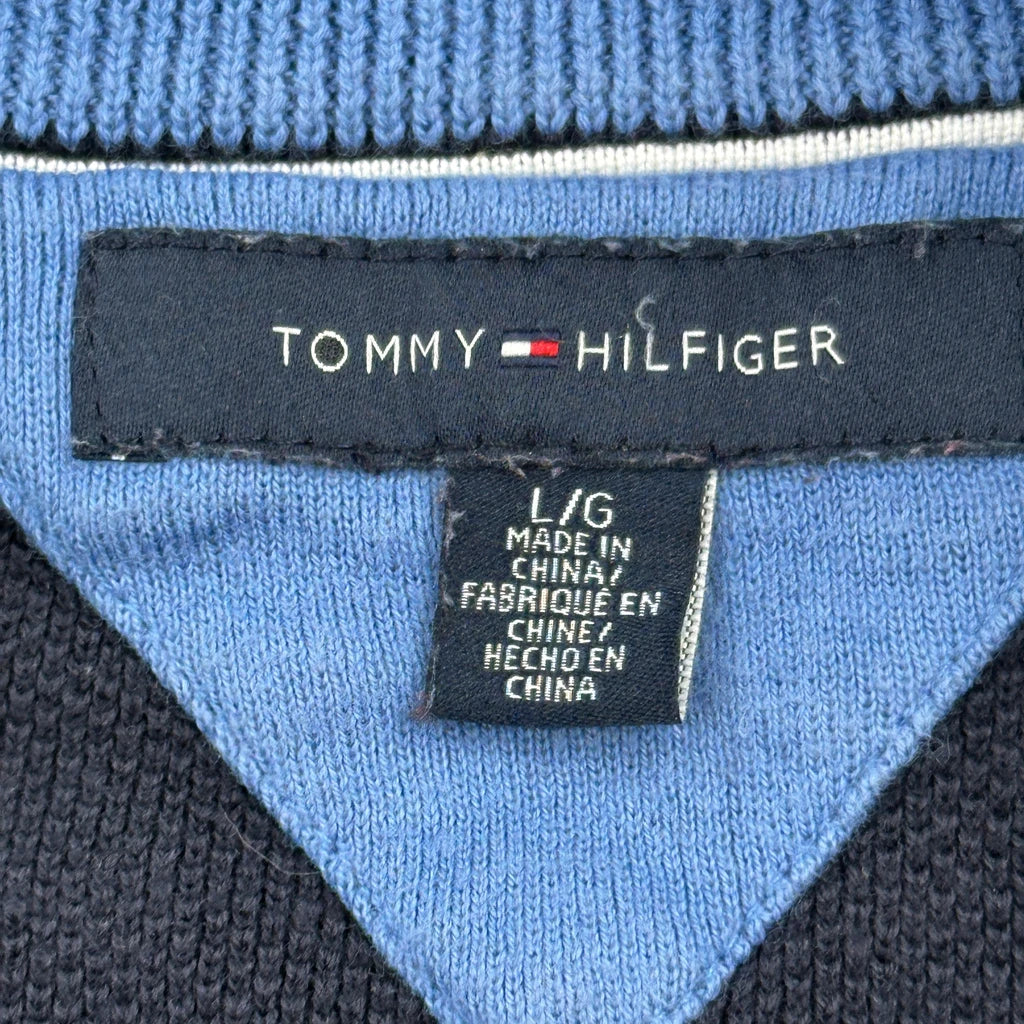 TOMMY HILFIGER
L/G
MADE IN
CHINA/
FABRIQUÉ EN
CHINE/
HECHO EN
CHINA